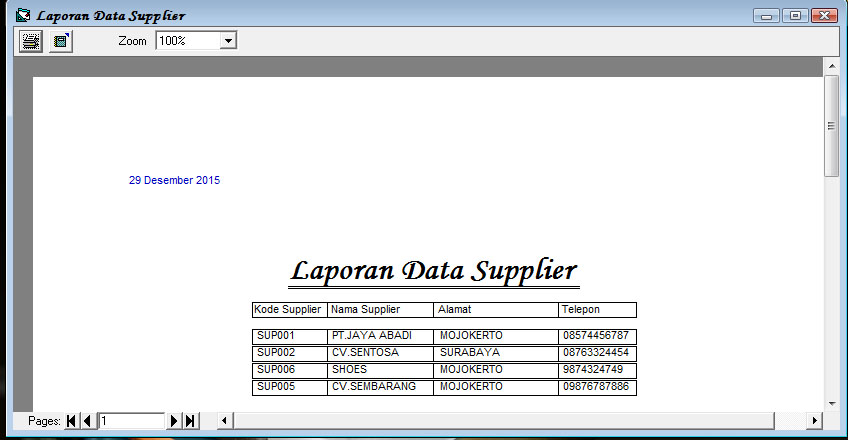 Laporan Data Supplier
Zoom 100%
29 Desember 2015
Laporan Data Supplier
Kode Supplier Nama Supplier Alamat Telepon
SUP001 PT.JAYA ABADI MOJOKERTO 08574456787
SUP002 CV.SENTOSA SURABAYA 08763324454
SUP006 SHOES MOJOKERTO 9874324749
SUP005 CV.SEMBARANG MOJOKERTO 09876787886
Pages: 1